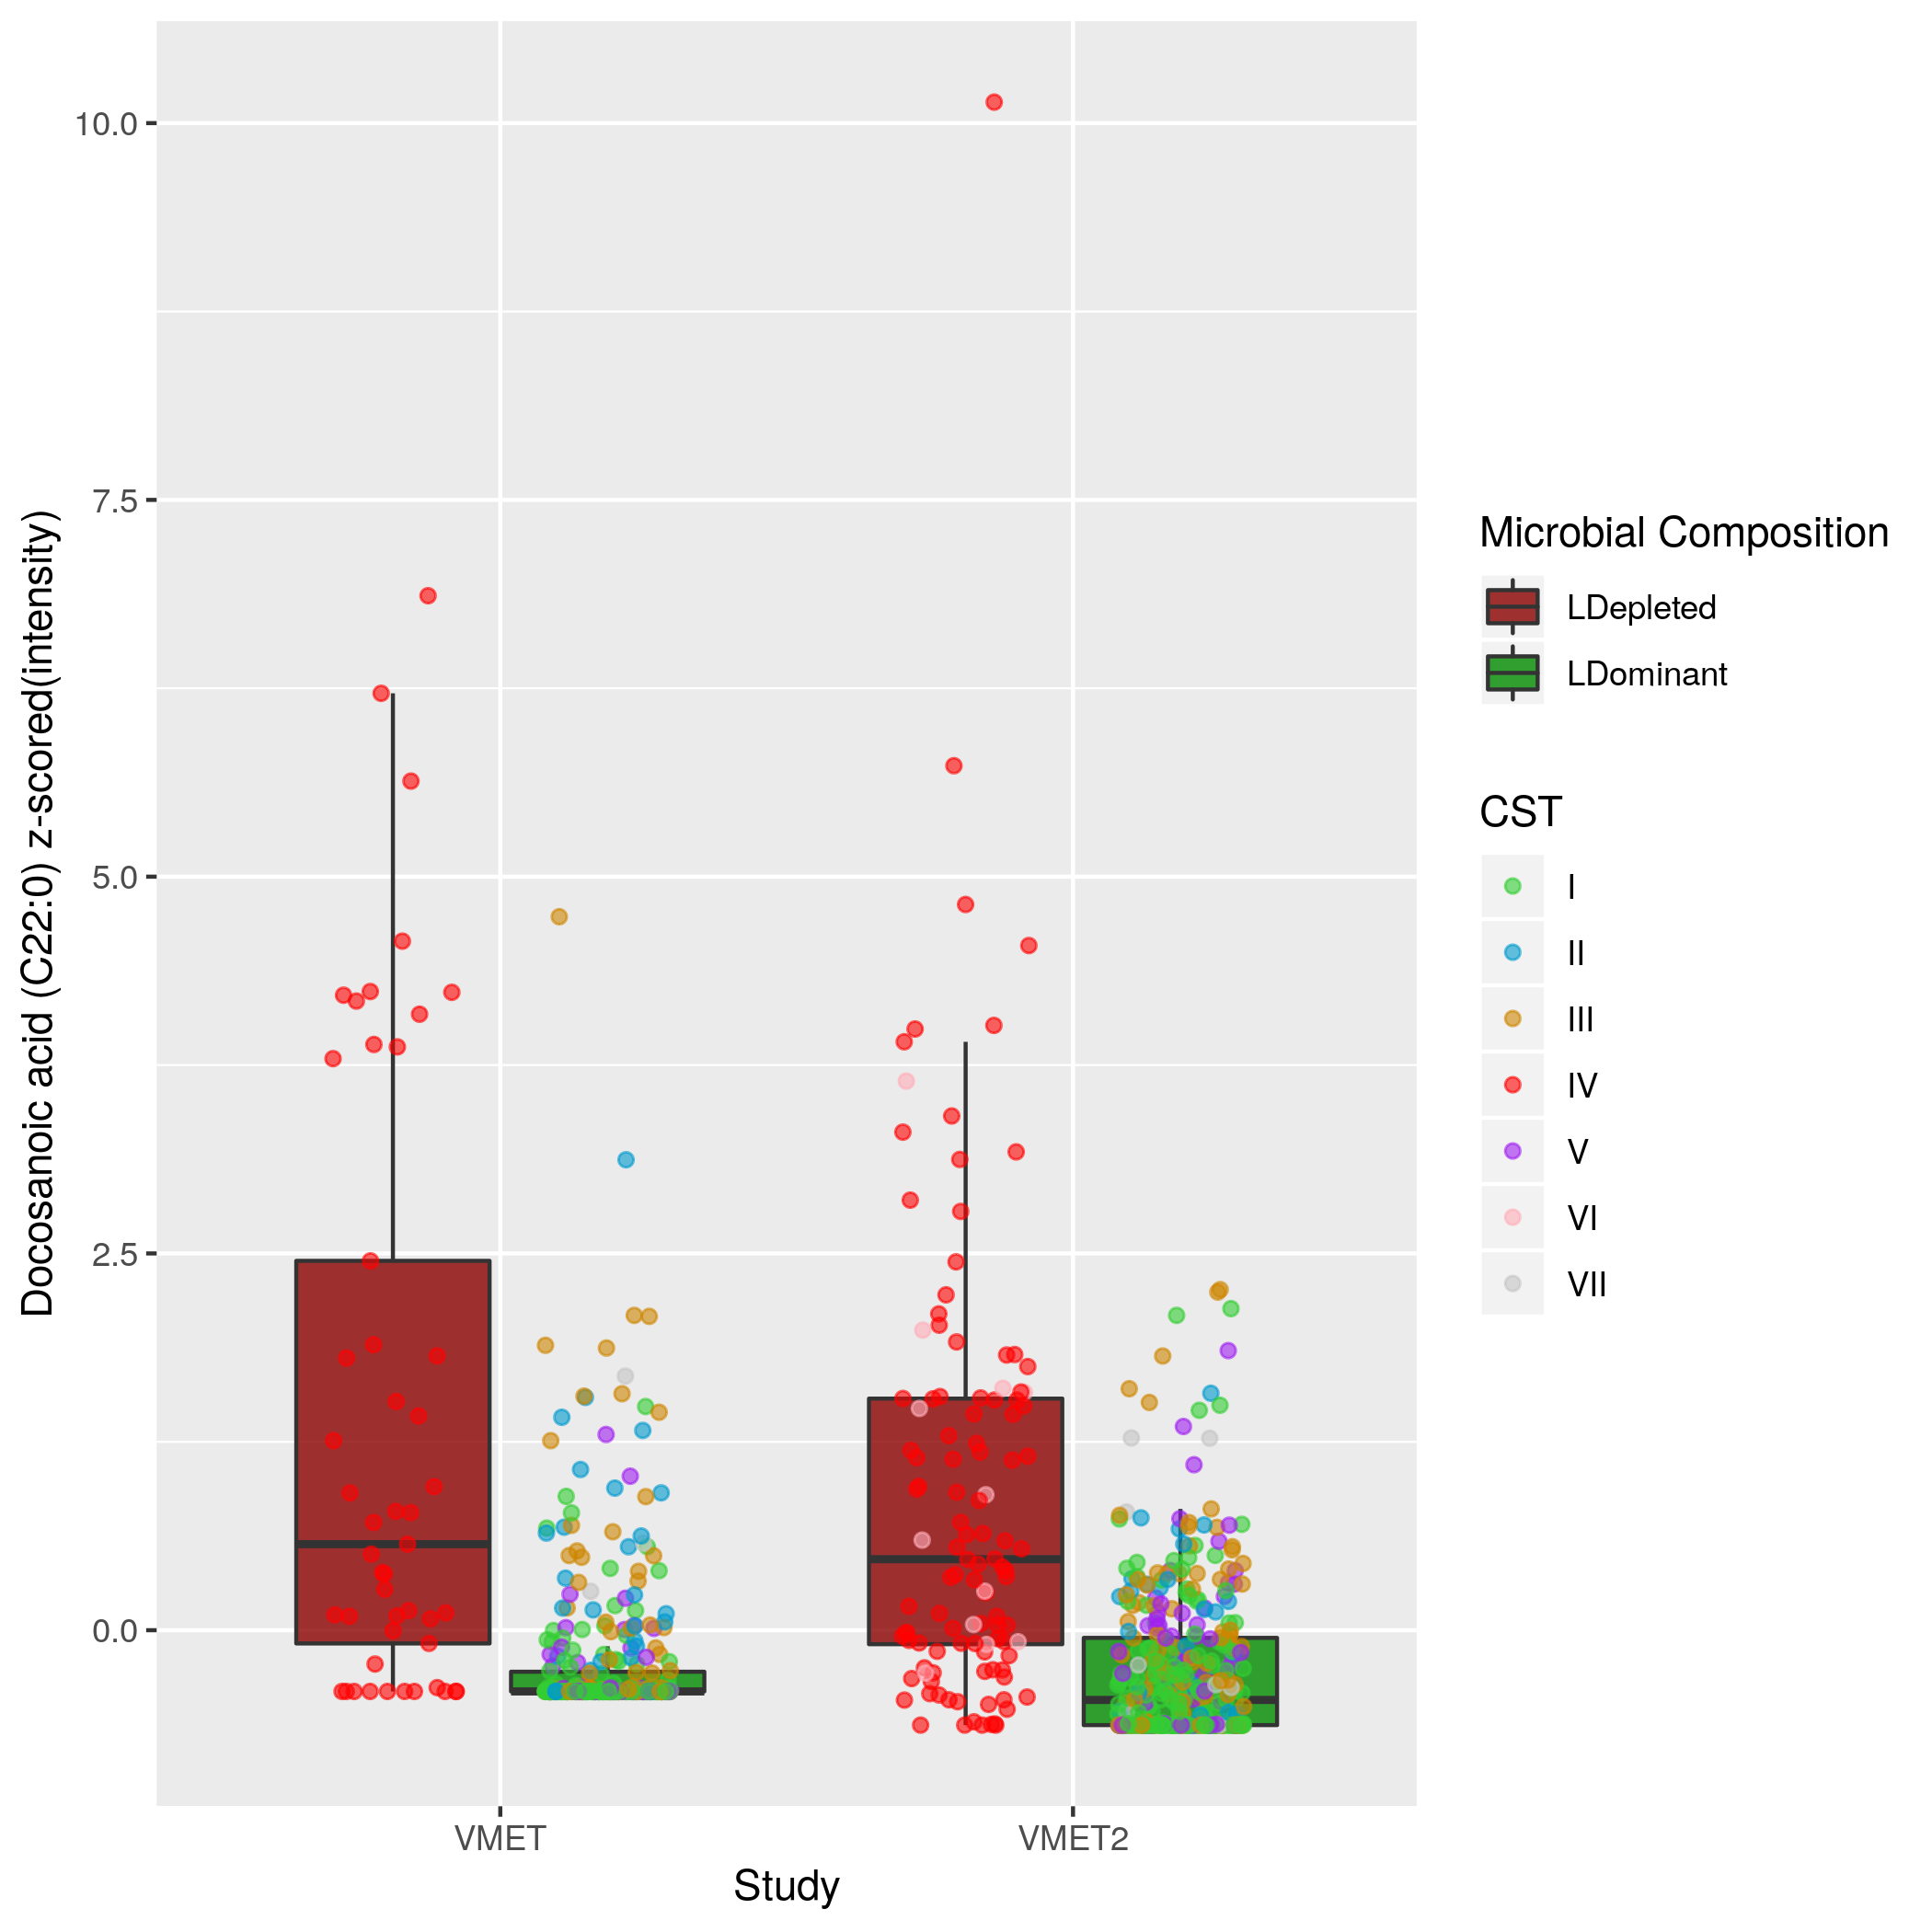 Docosanoic acid (C22:0) z-scored(intensity)
10.0
7.5
5.0
2.5
0.0
VMET
VMET2
Study
Microbial Composition
LDepleted
LDominant
CST
I
II
III
IV
V
VI
VII